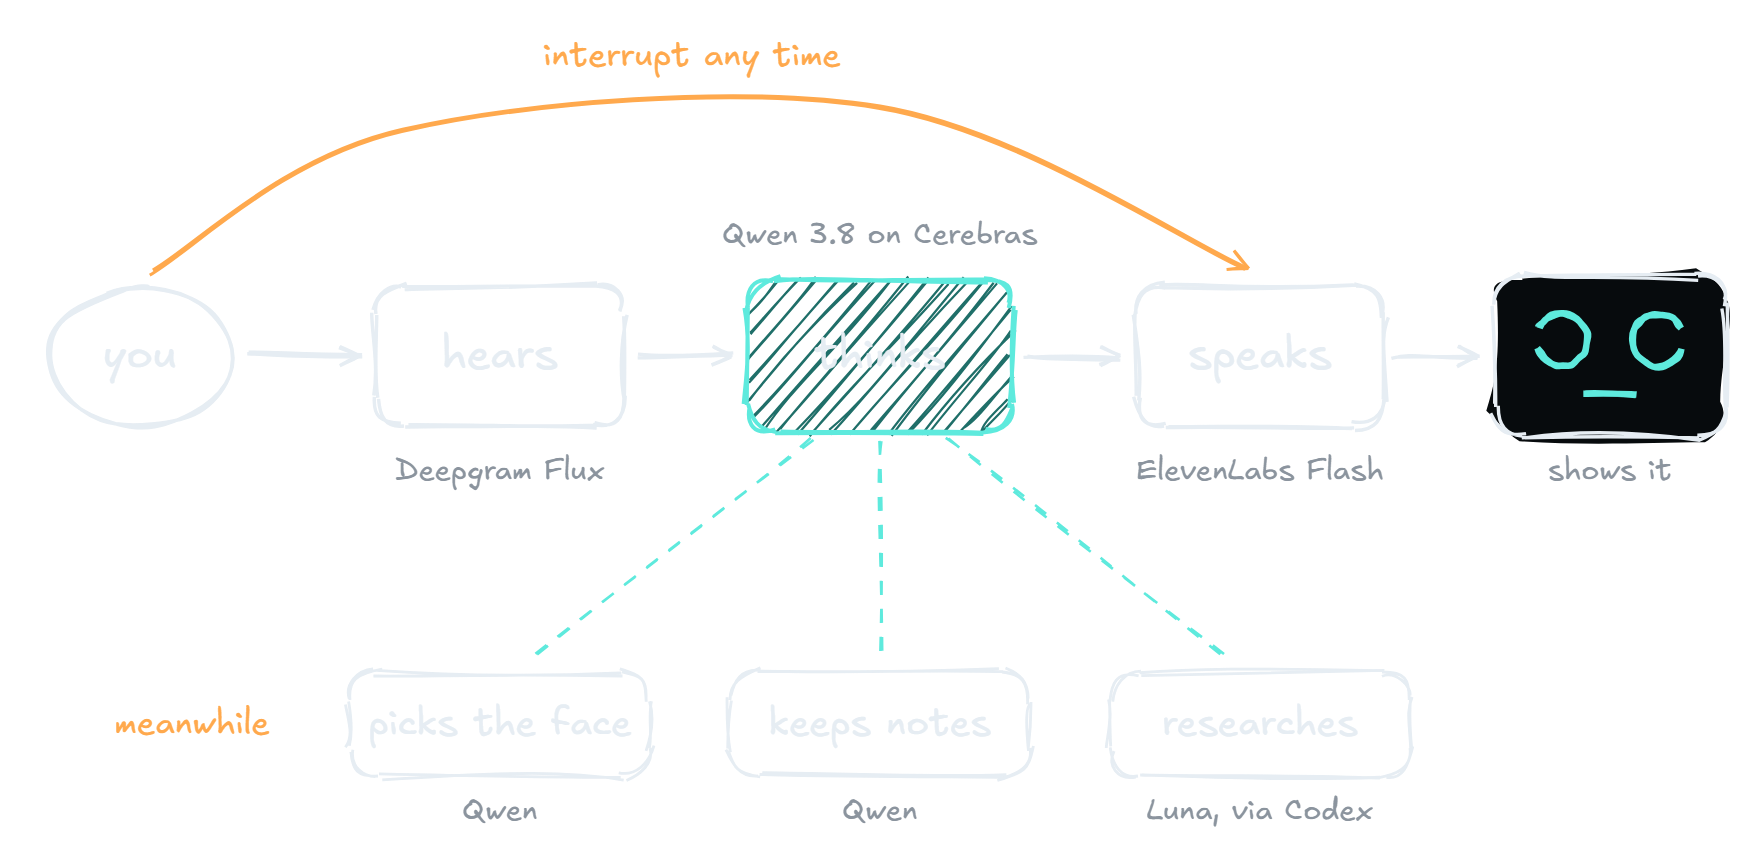 interrupt any time
Qwen 3.8 on Cerebras
you
hears
thinks
speaks
Deepgram Flux
ElevenLabs Flash
shows it
meanwhile
picks the face
keeps notes
researches
Qwen
Qwen
Luna, via Codex